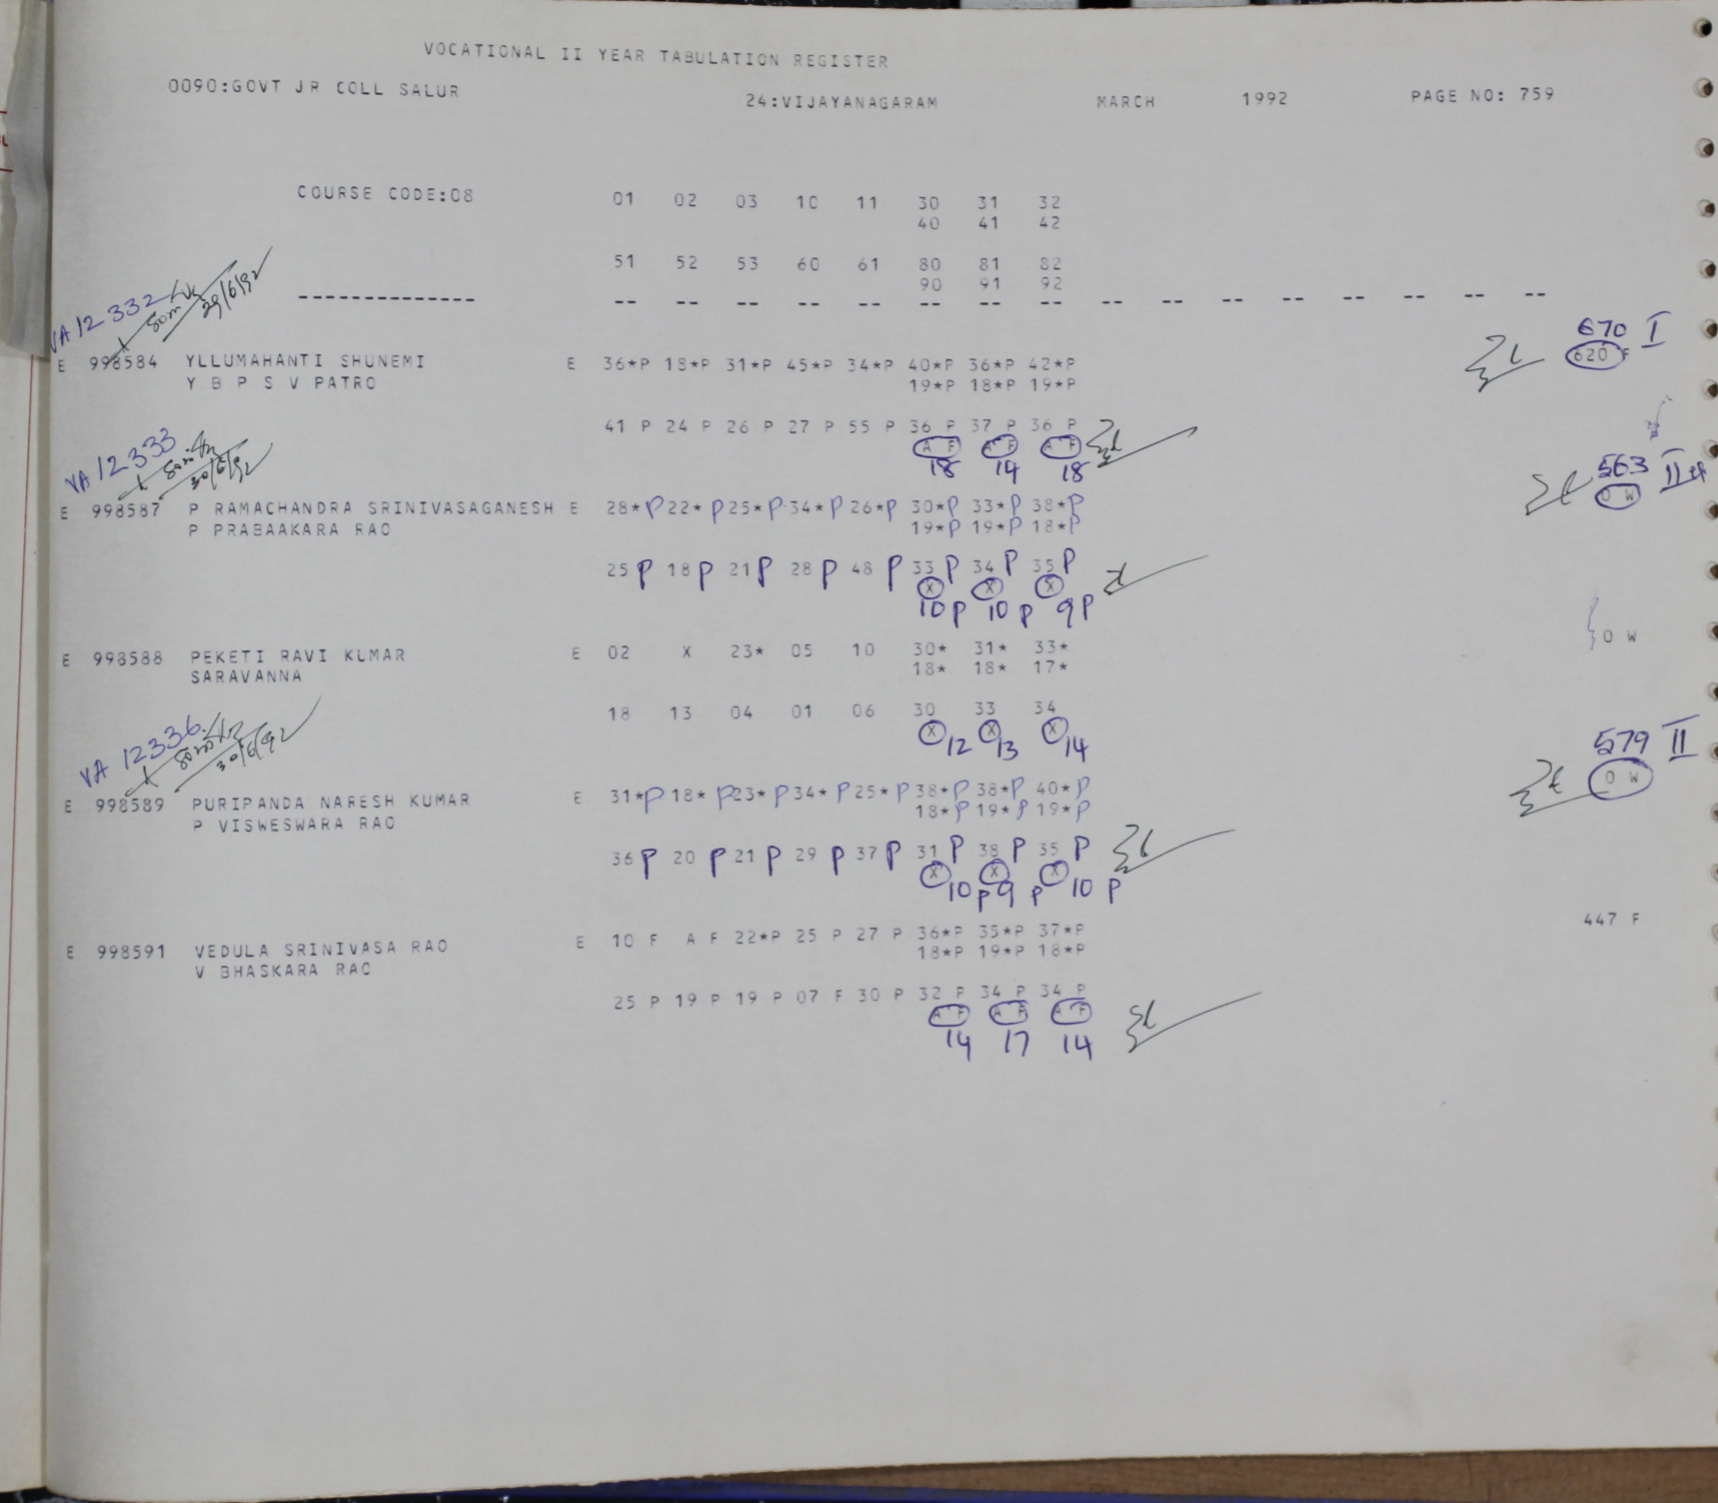 VOCATIONAL II YEAR TABULATION REGISTER
0090:GOVT JR COLL SALUR 24:VIJAYANAGARAM MARCH 1992 PAGE NO: 759
COURSE CODE:08 01 02 03 10 11 30 31 32
40 41 42
51 52 53 60 61 80 81 82
90 91 92
-------------- -- -- -- -- -- -- -- -- -- -- -- -- -- -- -- --
VA 12332 29/6/92
670 I
E 998584 YLLUMAHANTI SHUNEMI E 36*P 18*P 31*P 45*P 34*P 40*P 36*P 42*P 620 F
Y B P S V PATRO 19*P 18*P 19*P
41 P 24 P 26 P 27 P 55 P 36 P 37 P 36 P
A F A F A F
18 14 18
VA 12333 30/6/92
563 II
E 998587 P RAMACHANDRA SRINIVASAGANESH E 28*P 22*P 25*P 34*P 26*P 30*P 33*P 38*P O W
P PRABAAKARA RAO 19*P 19*P 18*P
25 P 18 P 21 P 28 P 48 P 33 P 34 P 35 P
X X X
10 P 10 P 9 P
E 998588 PEKETI RAVI KUMAR E 02 X 23* 05 10 30* 31* 33* O W
SARAVANNA 18* 18* 17*
18 13 04 01 06 30 33 34
X 12 X 13 X 14
VA 12336 30/6/92
579 II
E 998589 PURIPANDA NARESH KUMAR E 31*P 18*P 23*P 34*P 25*P 38*P 38*P 40*P O W
P VISWESWARA RAO 18*P 19*P 19*P
36 P 20 P 21 P 29 P 37 P 31 P 38 P 35 P
X X X
10 P 9 P 10 P
E 998591 VEDULA SRINIVASA RAO E 10 F A F 22*P 25 P 27 P 36*P 35*P 37*P 447 F
V BHASKARA RAO 18*P 19*P 18*P
25 P 19 P 19 P 07 F 30 P 32 P 34 P 34 P
A F A F A F
14 17 14